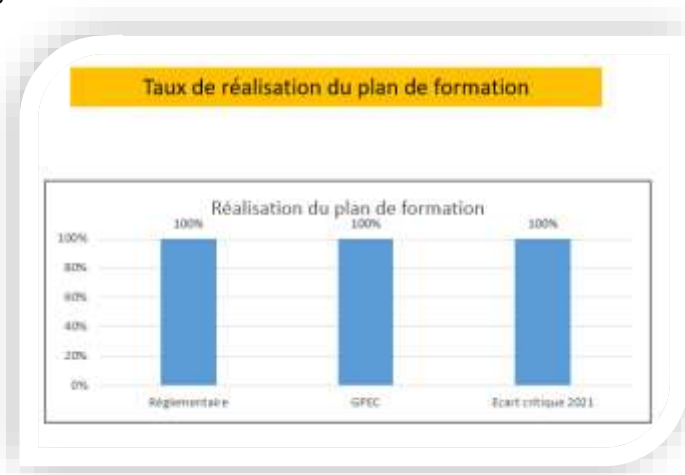 Taux de réalisation du plan de formation
Réalisation du plan de formation
100% 100% 100%
100%
80%
60%
40%
20%
0%
Réglementaire GPEC Ecart critique 2021